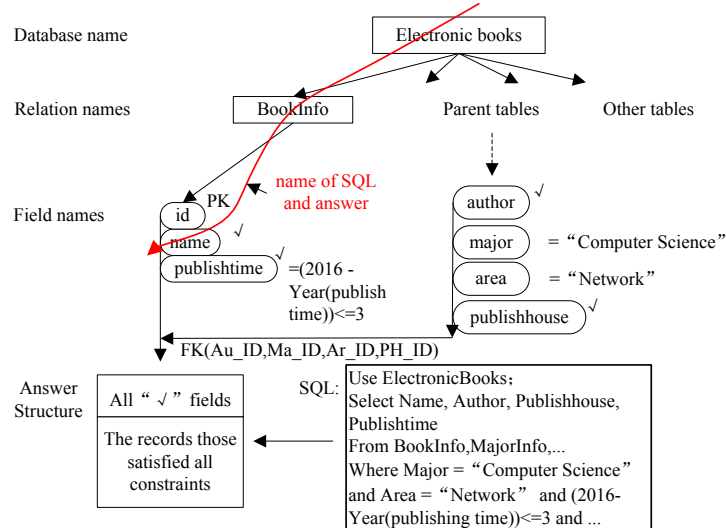 Database name
Electronic books
Relation names
BookInfo
Parent tables
Other tables
name of SQL
and answer
Field names
PK
id
name
√
publishtime
√
=(2016 -
Year(publish
time))<=3
author
√
major
=“Computer Science”
area
=“Network”
publishhouse
√
FK(Au_ID,Ma_ID,Ar_ID,PH_ID)
Answer
Structure
All “ √ ” fields
The records those
satisfied all
constraints
SQL:
Use ElectronicBooks;
Select Name, Author, Publishhouse,
Publishtime
From BookInfo,MajorInfo,...
Where Major =“Computer Science”
and Area =“Network” and (2016-
Year(publishing time))<=3 and ...